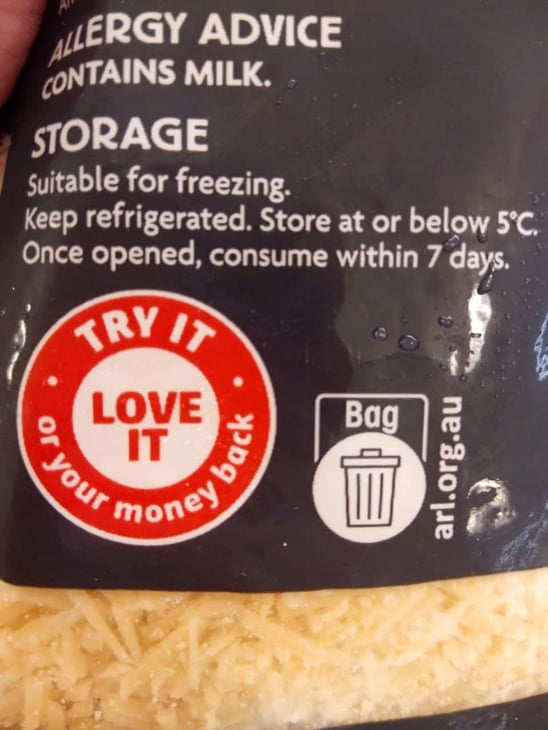 ALLERGY ADVICE
CONTAINS MILK.
STORAGE
Suitable for freezing.
Keep refrigerated. Store at or below 5°C.
Once opened, consume within 7 days.
TRY IT
LOVE
IT
or your money back
Bag
arl.org.au